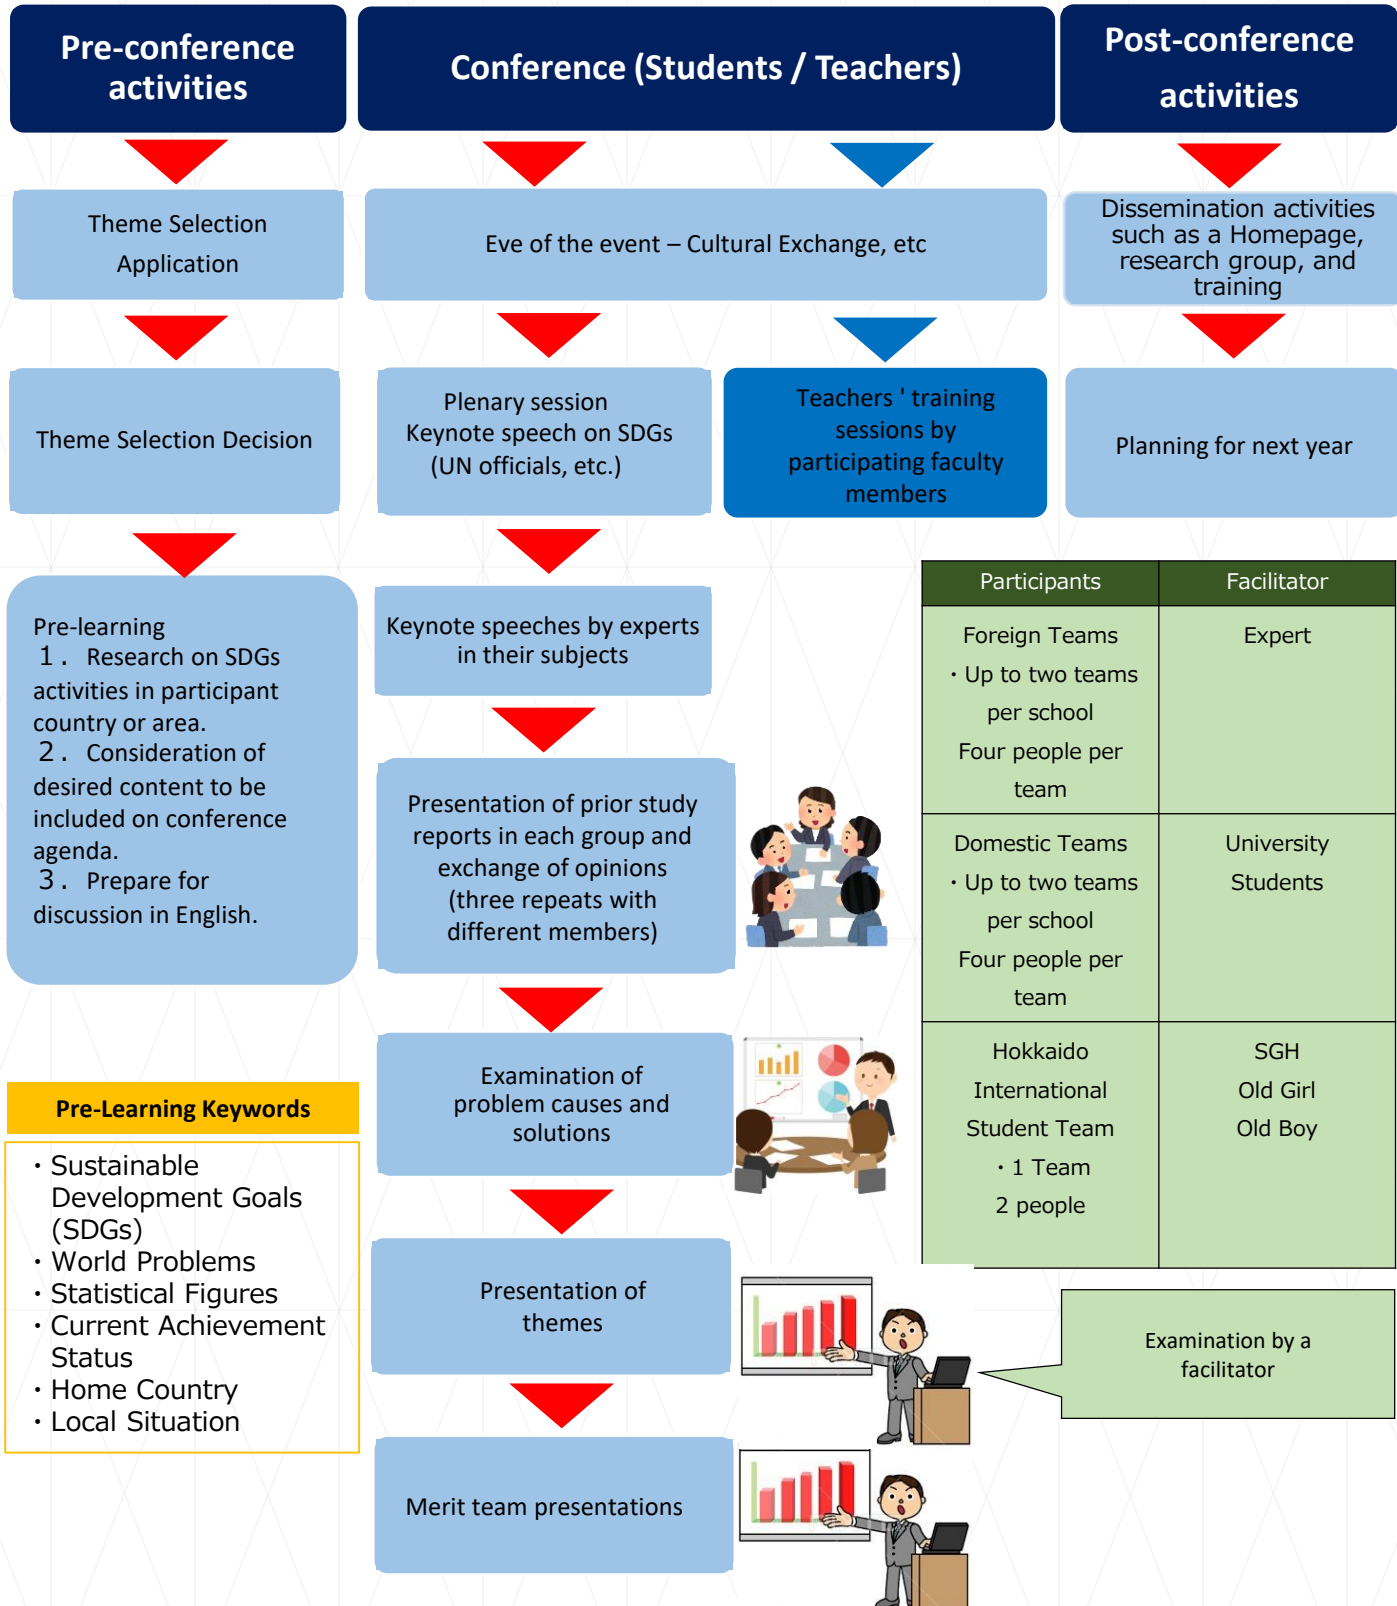 Pre-conference
activities
Theme Selection
Application
Theme Selection Decision
Pre-learning
１．Research on SDGs
activities in participant
country or area.
２．Consideration of
desired content to be
included on conference
agenda.
３．Prepare for
discussion in English.
Pre-Learning Keywords
・Sustainable
Development Goals
(SDGs)
・World Problems
・Statistical Figures
・Current Achievement
Status
・Home Country
・Local Situation
Conference (Students / Teachers)
Eve of the event – Cultural Exchange, etc
Plenary session
Keynote speech on SDGs
(UN officials, etc.)
Teachers ' training
sessions by
participating faculty
members
Keynote speeches by experts
in their subjects
Presentation of prior study
reports in each group and
exchange of opinions
(three repeats with
different members)
Examination of
problem causes and
solutions
Presentation of
themes
Merit team presentations
Post-conference
activities
Dissemination activities
such as a Homepage,
research group, and
training
Planning for next year
Participants
Facilitator
Foreign Teams
・Up to two teams
per school
Four people per
team
Expert
Domestic Teams
・Up to two teams
per school
Four people per
team
University
Students
Hokkaido
International
Student Team
・1 Team
2 people
SGH
Old Girl
Old Boy
Examination by a
facilitator